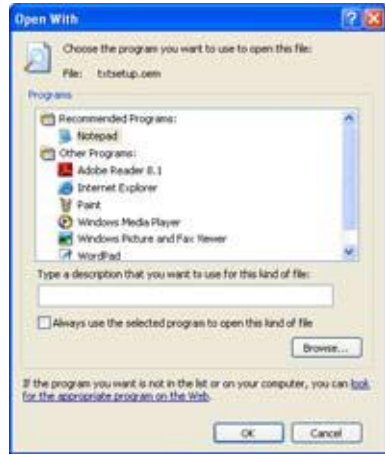 Open With
Choose the program you want to use to open this file:
File: txtsetup.oem
Programs
Recommended Programs:
Notepad
Other Programs:
Adobe Reader 8.1
Internet Explorer
Paint
Windows Media Player
Windows Picture and Fax Viewer
WordPad
Type a description that you want to use for this kind of file:
Always use the selected program to open this kind of file
Browse...
If the program you want is not in the list or on your computer, you can look
for the appropriate program on the Web.
OK Cancel